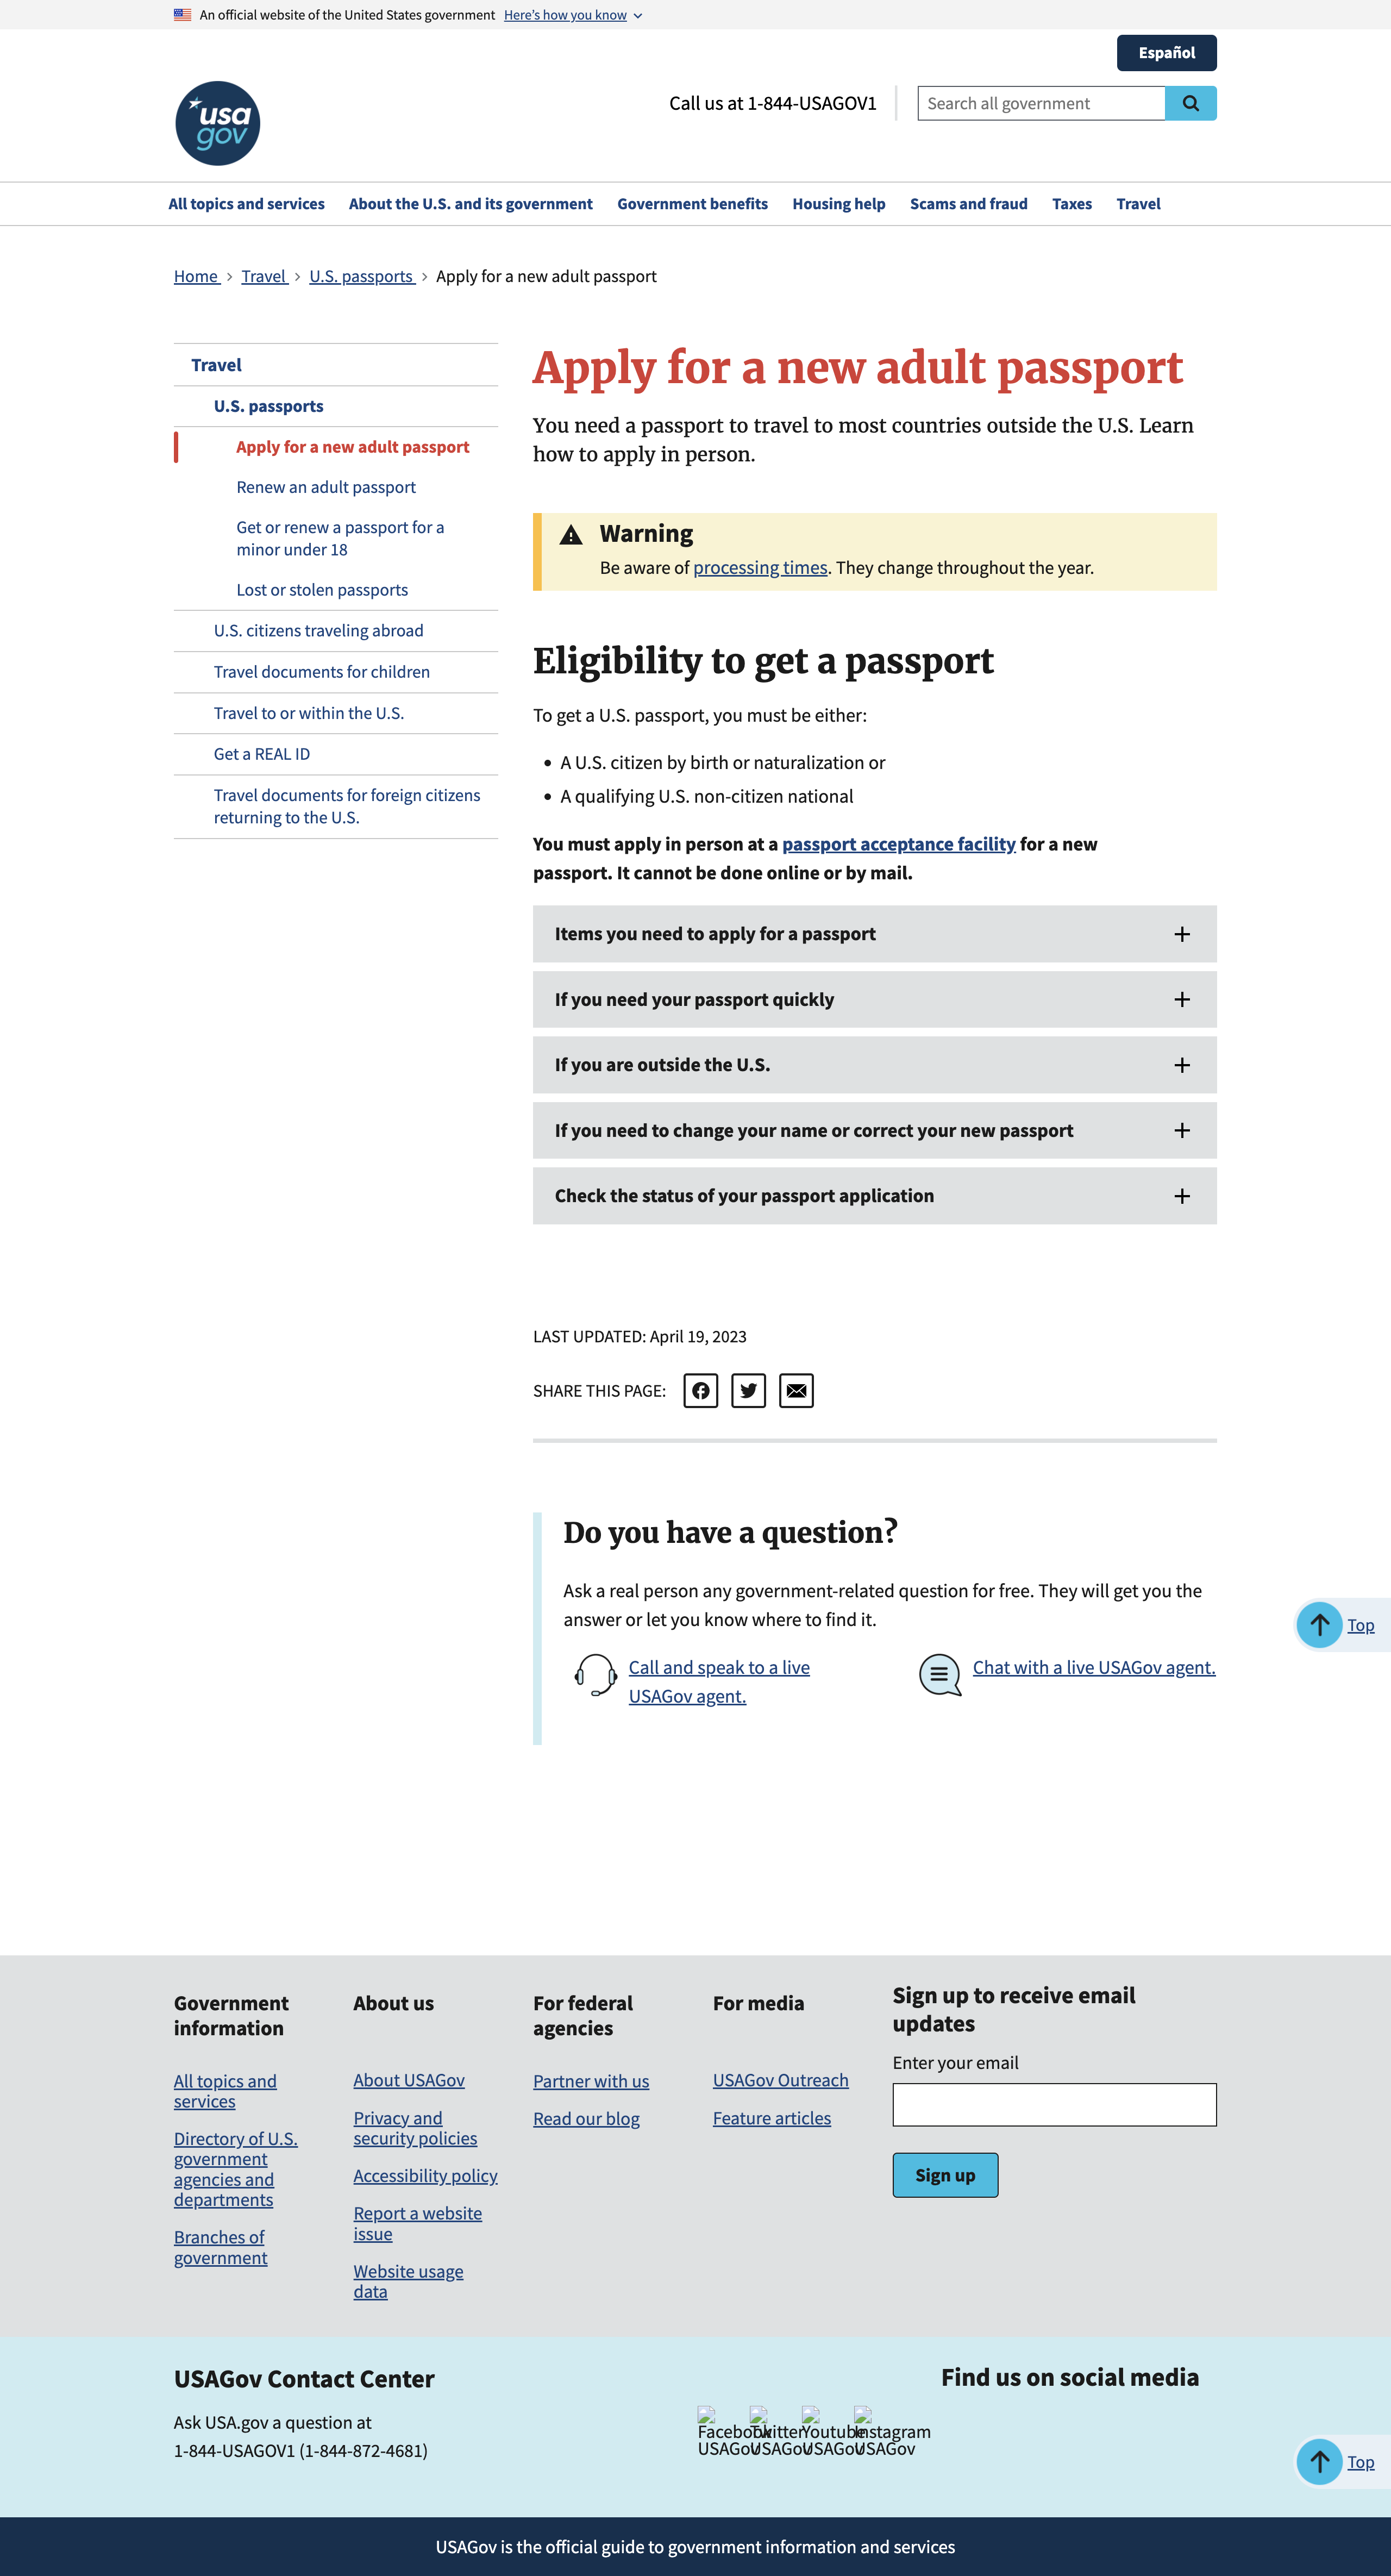 An official website of the United States government Here's how you know
Español
usa
gov
Call us at 1-844-USAGOV1
Search all government
All topics and services About the U.S. and its government Government benefits Housing help Scams and fraud Taxes Travel
Home > Travel > U.S. passports > Apply for a new adult passport
Travel
U.S. passports
Apply for a new adult passport
Renew an adult passport
Get or renew a passport for a
minor under 18
Lost or stolen passports
U.S. citizens traveling abroad
Travel documents for children
Travel to or within the U.S.
Get a REAL ID
Travel documents for foreign citizens
returning to the U.S.
Apply for a new adult passport
You need a passport to travel to most countries outside the U.S. Learn
how to apply in person.
Warning
Be aware of processing times. They change throughout the year.
Eligibility to get a passport
To get a U.S. passport, you must be either:
• A U.S. citizen by birth or naturalization or
• A qualifying U.S. non-citizen national
You must apply in person at a passport acceptance facility for a new
passport. It cannot be done online or by mail.
Items you need to apply for a passport
If you need your passport quickly
If you are outside the U.S.
If you need to change your name or correct your new passport
Check the status of your passport application
LAST UPDATED: April 19, 2023
SHARE THIS PAGE:
Do you have a question?
Ask a real person any government-related question for free. They will get you the
answer or let you know where to find it.
Call and speak to a live
USAGov agent.
Chat with a live USAGov agent.
Top
Government
information
All topics and
services
Directory of U.S.
government
agencies and
departments
Branches of
government
About us
About USAGov
Privacy and
security policies
Accessibility policy
Report a website
issue
Website usage
data
For federal
agencies
Partner with us
Read our blog
For media
USAGov Outreach
Feature articles
Sign up to receive email
updates
Enter your email
Sign up
USAGov Contact Center
Ask USA.gov a question at
1-844-USAGOV1 (1-844-872-4681)
Find us on social media
Facebook Twitter Youtube Instagram
USAGov USAGov USAGov USAGov
Top
USAGov is the official guide to government information and services